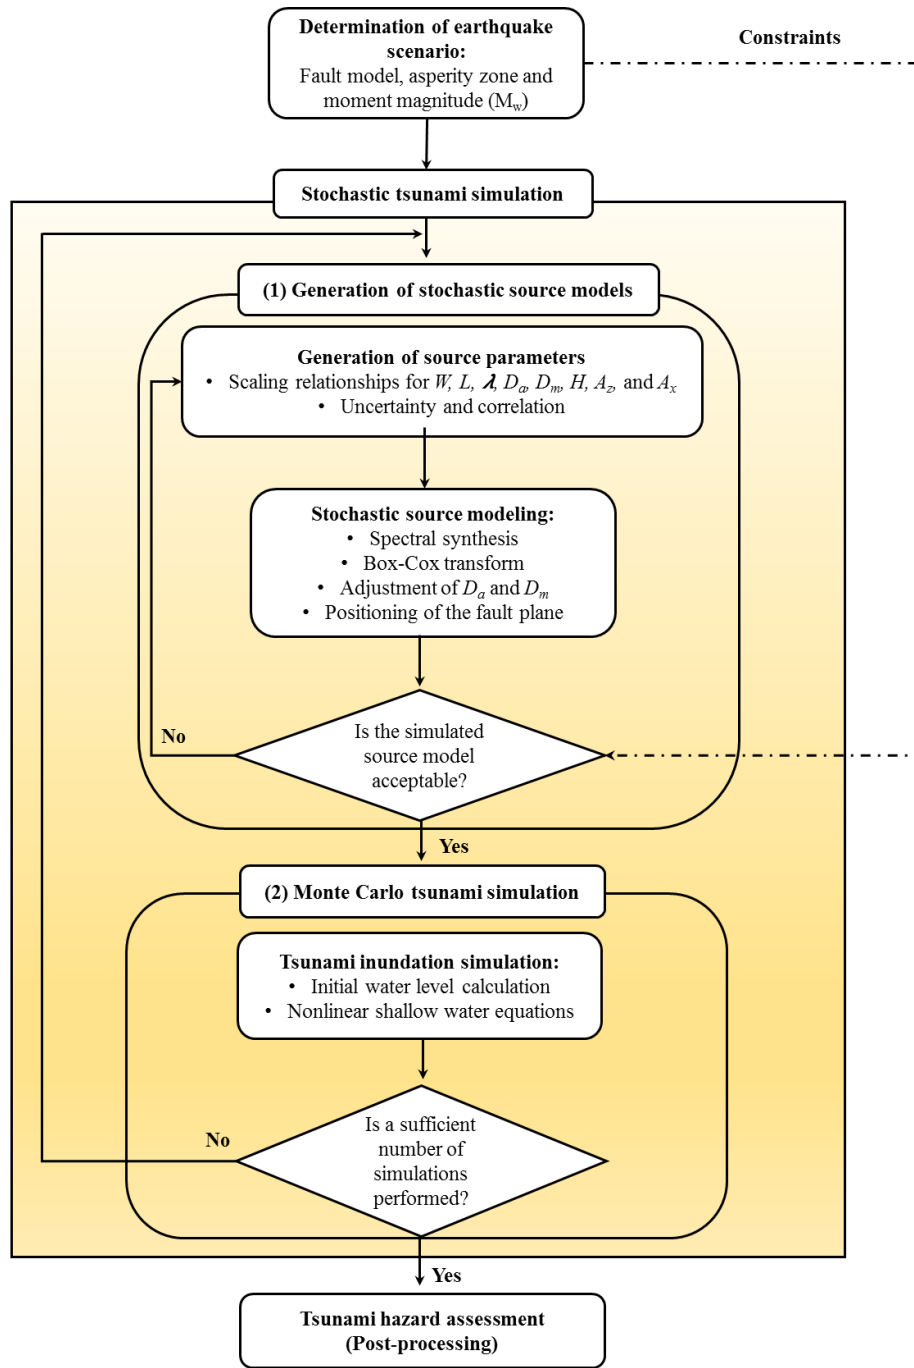 Determination of earthquake
scenario:
Fault model, asperity zone and
moment magnitude (Mw)
Constraints
Stochastic tsunami simulation
(1) Generation of stochastic source models
Generation of source parameters
• Scaling relationships for W, L, λ, Da, Dm, H, Az, and Ax
• Uncertainty and correlation
Stochastic source modeling:
• Spectral synthesis
• Box-Cox transform
• Adjustment of Da and Dm
• Positioning of the fault plane
Is the simulated
source model
acceptable?
No
Yes
(2) Monte Carlo tsunami simulation
Tsunami inundation simulation:
• Initial water level calculation
• Nonlinear shallow water equations
Is a sufficient
number of
simulations
performed?
No
Yes
Tsunami hazard assessment
(Post-processing)